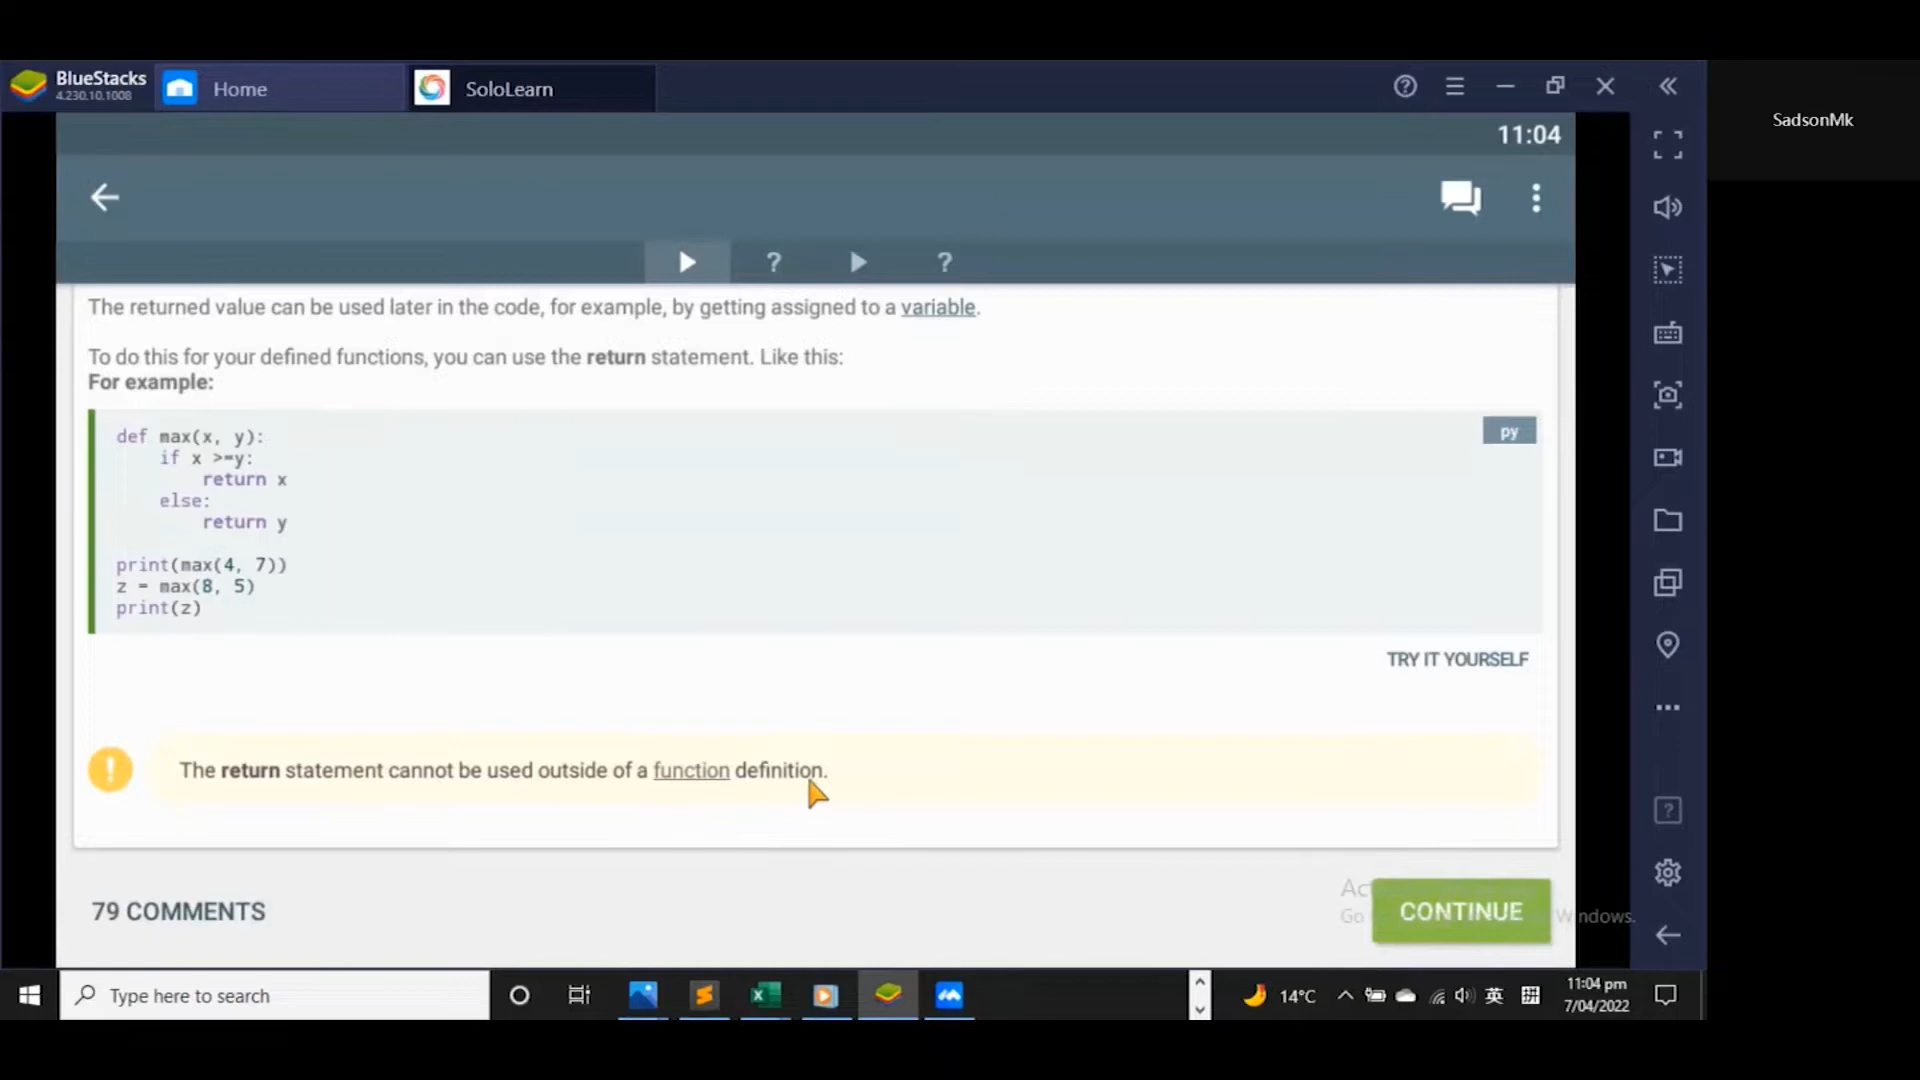 BlueStacks
4.230.10.1008
Home
SoloLearn
SadsonMk
11:04
The returned value can be used later in the code, for example, by getting assigned to a variable.
To do this for your defined functions, you can use the return statement. Like this:
For example:
py
def max(x, y):
    if x >=y:
        return x
    else:
        return y
print(max(4, 7))
z = max(8, 5)
print(z)
TRY IT YOURSELF
The return statement cannot be used outside of a function definition.
79 COMMENTS
CONTINUE
Go
Windows.
Type here to search
14°C
英
拼
11:04 pm
7/04/2022